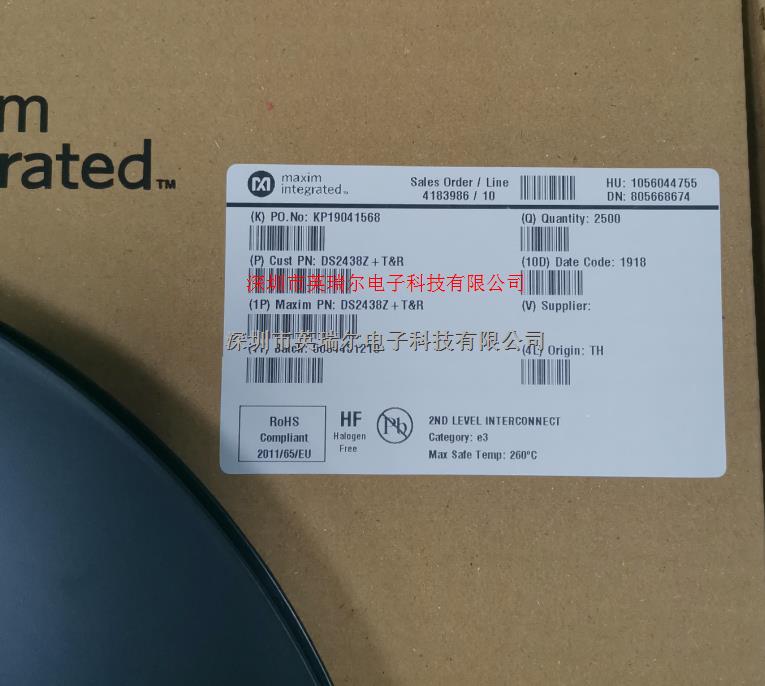 m
grated™
maxim
integrated™
Sales Order / Line
4183986 / 10
HU: 1056044755
DN: 805668674
(K) PO.No: KP19041568
(Q) Quantity: 2500
(P) Cust PN: DS2438Z+T&R
(10D) Date Code: 1918
深圳市英瑞尔电子科技有限公司
(1P) Maxim PN: DS2438Z+T&R
(V) Supplier:
深圳市英瑞尔电子科技有限公司
Batch:
(4L) Origin: TH
RoHS
Compliant
2011/65/EU
HF
Halogen
Free
Pb
2ND LEVEL INTERCONNECT
Category: e3
Max Safe Temp: 260°C